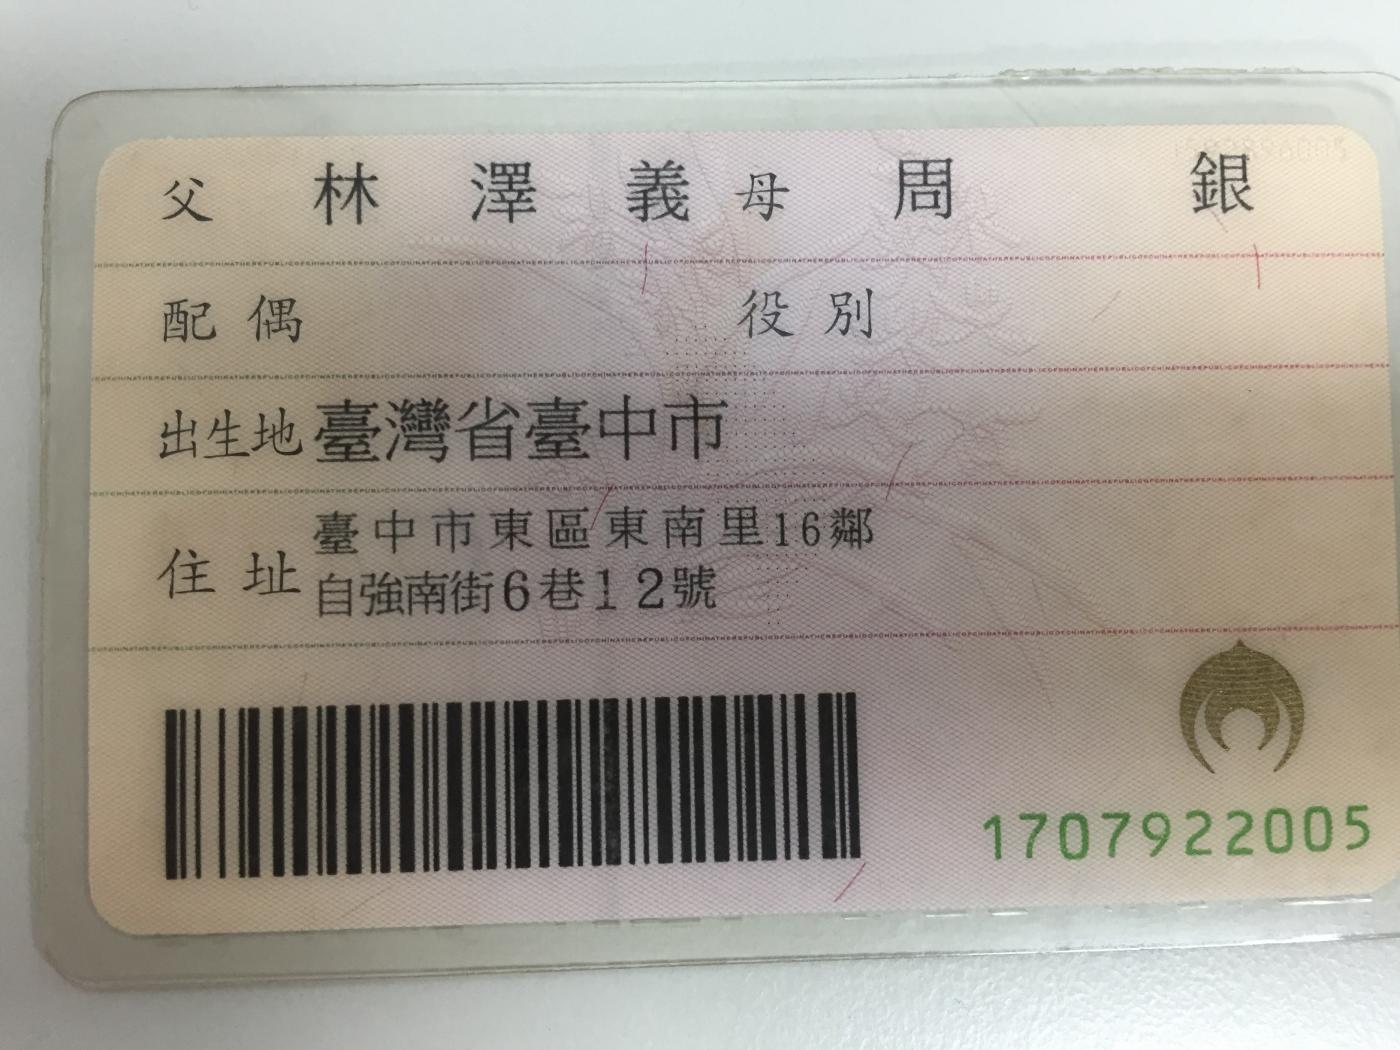 父 林澤義 母 周銀
配偶 役別
出生地 臺灣省臺中市
住址 臺中市東區東南里16鄰
自強南街6巷12號
1707922005